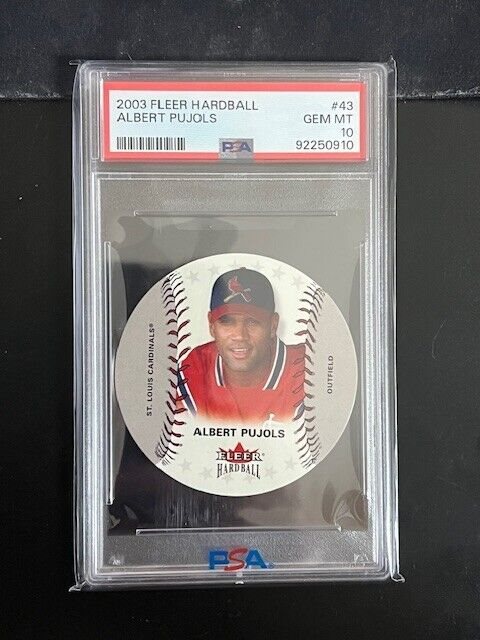 2003 FLEER HARDBALL #43
ALBERT PUJOLS GEM MT
10
PSA 92250910
ST. LOUIS CARDINALS®
OUTFIELD
ALBERT PUJOLS
FLEER
HARDBALL
PSA